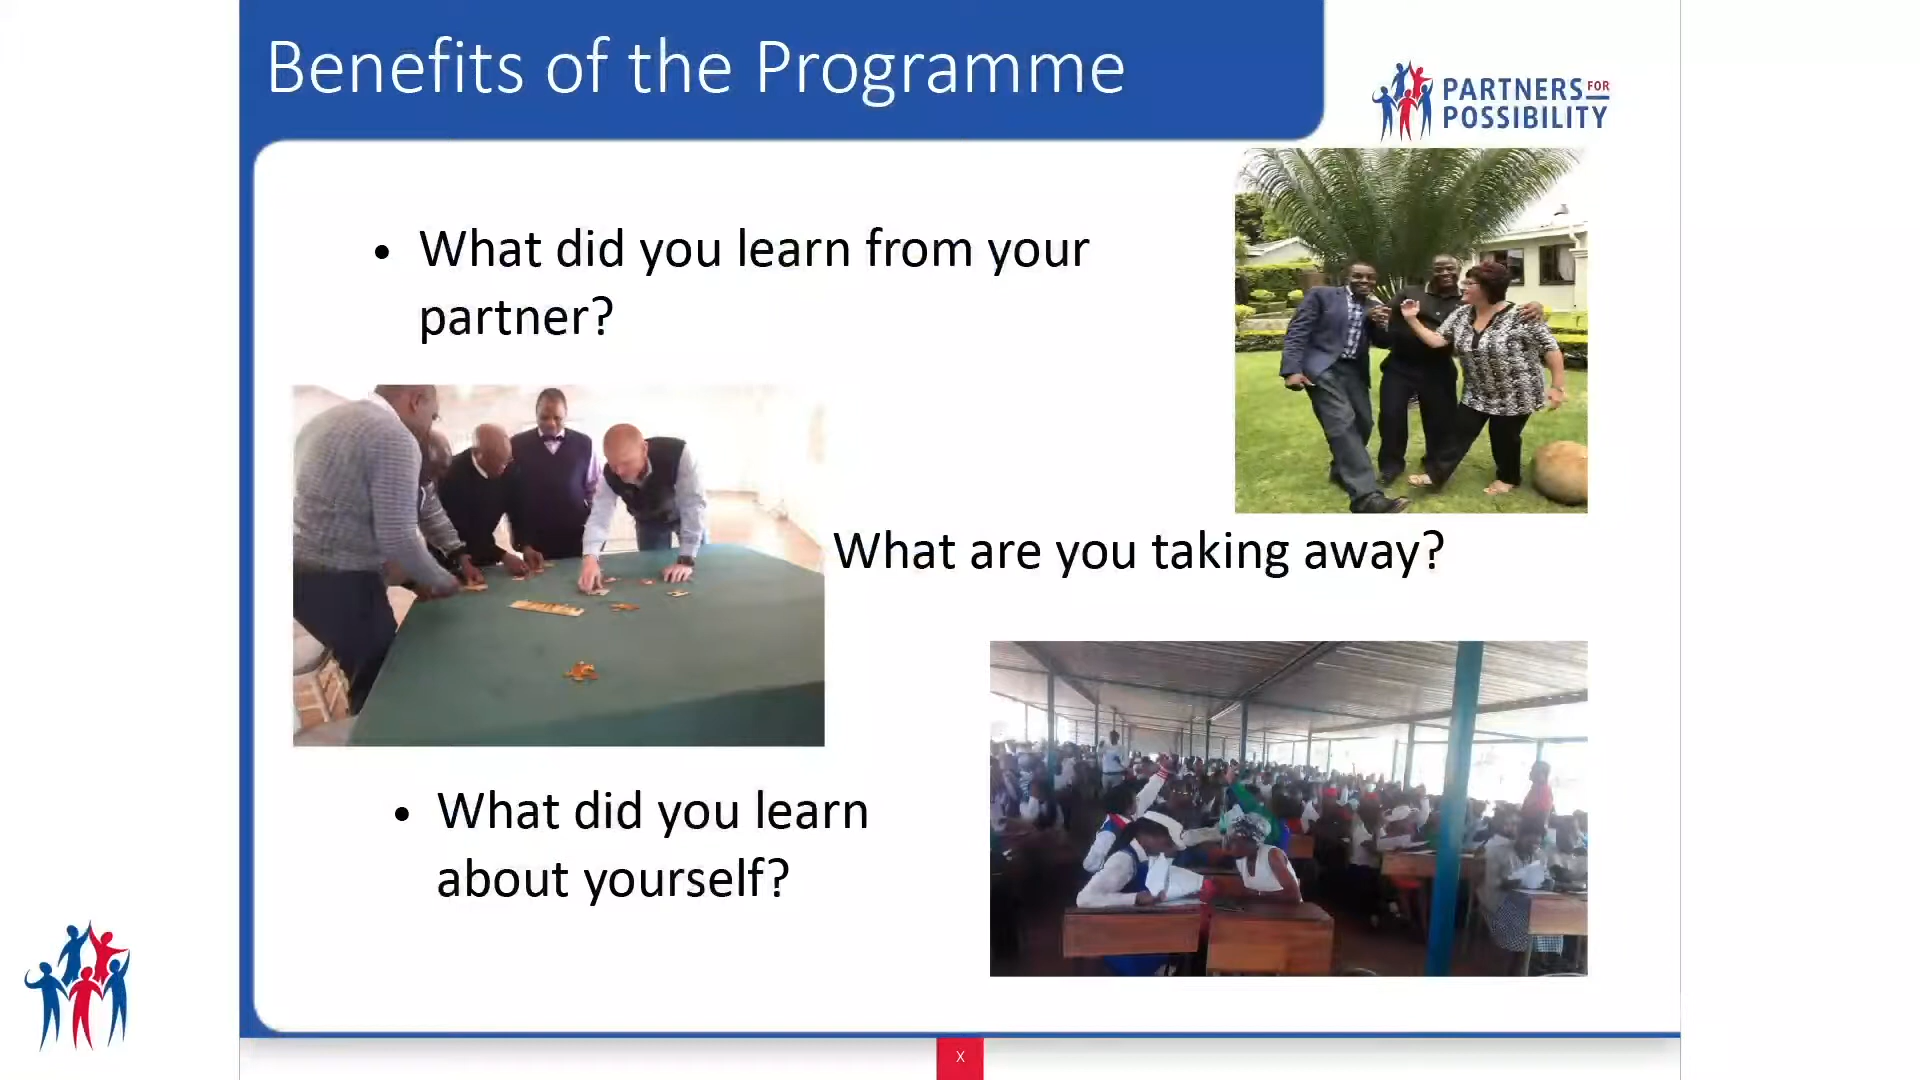 Benefits of the Programme
PARTNERS FOR
POSSIBILITY
• What did you learn from your
partner?
What are you taking away?
• What did you learn
about yourself?
X